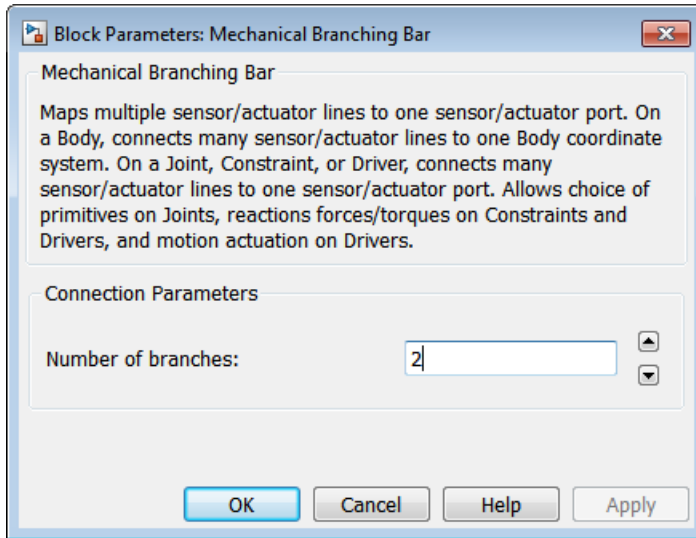 Block Parameters: Mechanical Branching Bar
Mechanical Branching Bar
Maps multiple sensor/actuator lines to one sensor/actuator port. On
a Body, connects many sensor/actuator lines to one Body coordinate
system. On a Joint, Constraint, or Driver, connects many
sensor/actuator lines to one sensor/actuator port. Allows choice of
primitives on Joints, reactions forces/torques on Constraints and
Drivers, and motion actuation on Drivers.
Connection Parameters
Number of branches: 2
OK Cancel Help Apply